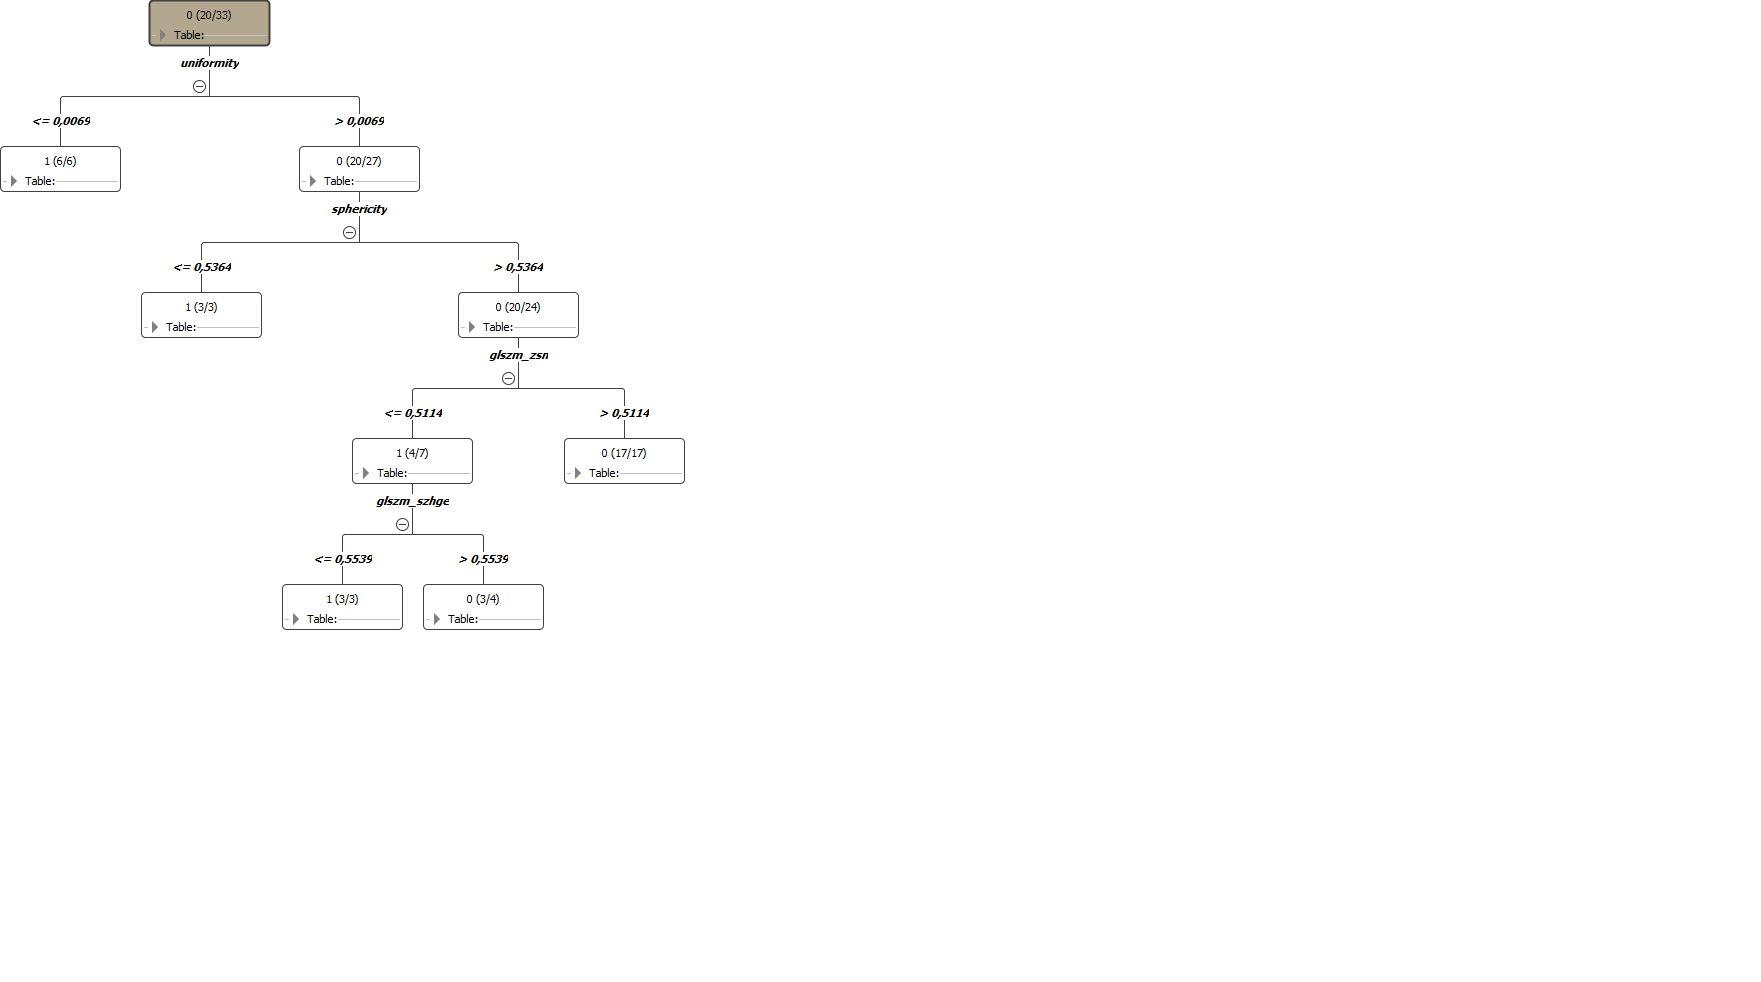 0 (20/33)
Table:
uniformity
<= 0,0069
> 0,0069
1 (6/6)
Table:
0 (20/27)
Table:
sphericity
<= 0,5364
> 0,5364
1 (3/3)
Table:
0 (20/24)
Table:
glszm_zsn
<= 0,5114
> 0,5114
1 (4/7)
Table:
0 (17/17)
Table:
glszm_szhge
<= 0,5539
> 0,5539
1 (3/3)
Table:
0 (3/4)
Table: